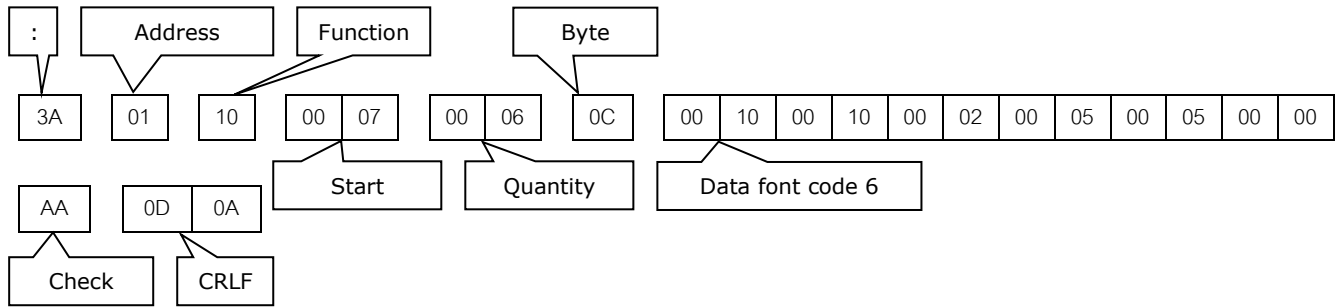 : Address Function Byte
3A 01 10 00 07 00 06 0C 00 10 00 10 00 02 00 05 00 05 00 00
Start Quantity Data font code 6
AA 0D 0A
Check CRLF